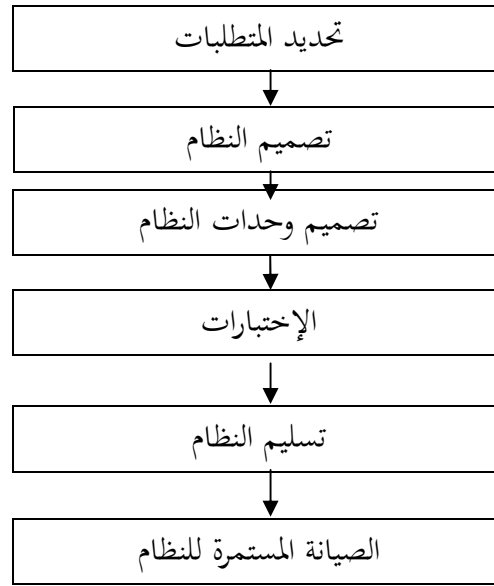 تحديد المتطلبات
تصميم النظام
تصميم وحدات النظام
الإختبارات
تسليم النظام
الصيانة المستمرة للنظام